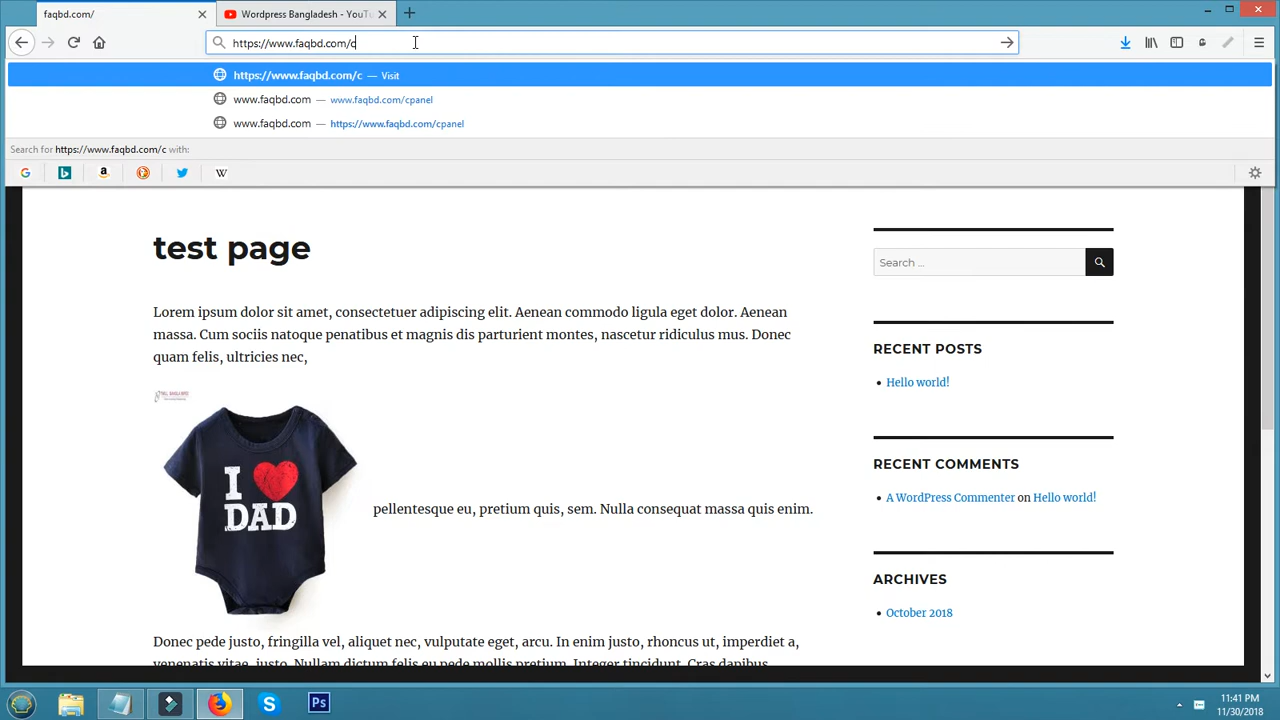 faqbd.com/
Wordpress Bangladesh - YouTu
https://www.faqbd.com/c
https://www.faqbd.com/c — Visit
www.faqbd.com — www.faqbd.com/cpanel
www.faqbd.com — https://www.faqbd.com/cpanel
Search for https://www.faqbd.com/c with:
test page
Search ...
Lorem ipsum dolor sit amet, consectetuer adipiscing elit. Aenean commodo ligula eget dolor. Aenean
massa. Cum sociis natoque penatibus et magnis dis parturient montes, nascetur ridiculus mus. Donec
quam felis, ultricies nec,
I
DAD
pellentesque eu, pretium quis, sem. Nulla consequat massa quis enim.
Donec pede justo, fringilla vel, aliquet nec, vulputate eget, arcu. In enim justo, rhoncus ut, imperdiet a,
venenatis vitae, justo. Nullam dictum felis eu pede mollis pretium. Integer tincidunt. Cras dapibus.
RECENT POSTS
Hello world!
RECENT COMMENTS
A WordPress Commenter on Hello world!
ARCHIVES
October 2018
11:41 PM
11/30/2018